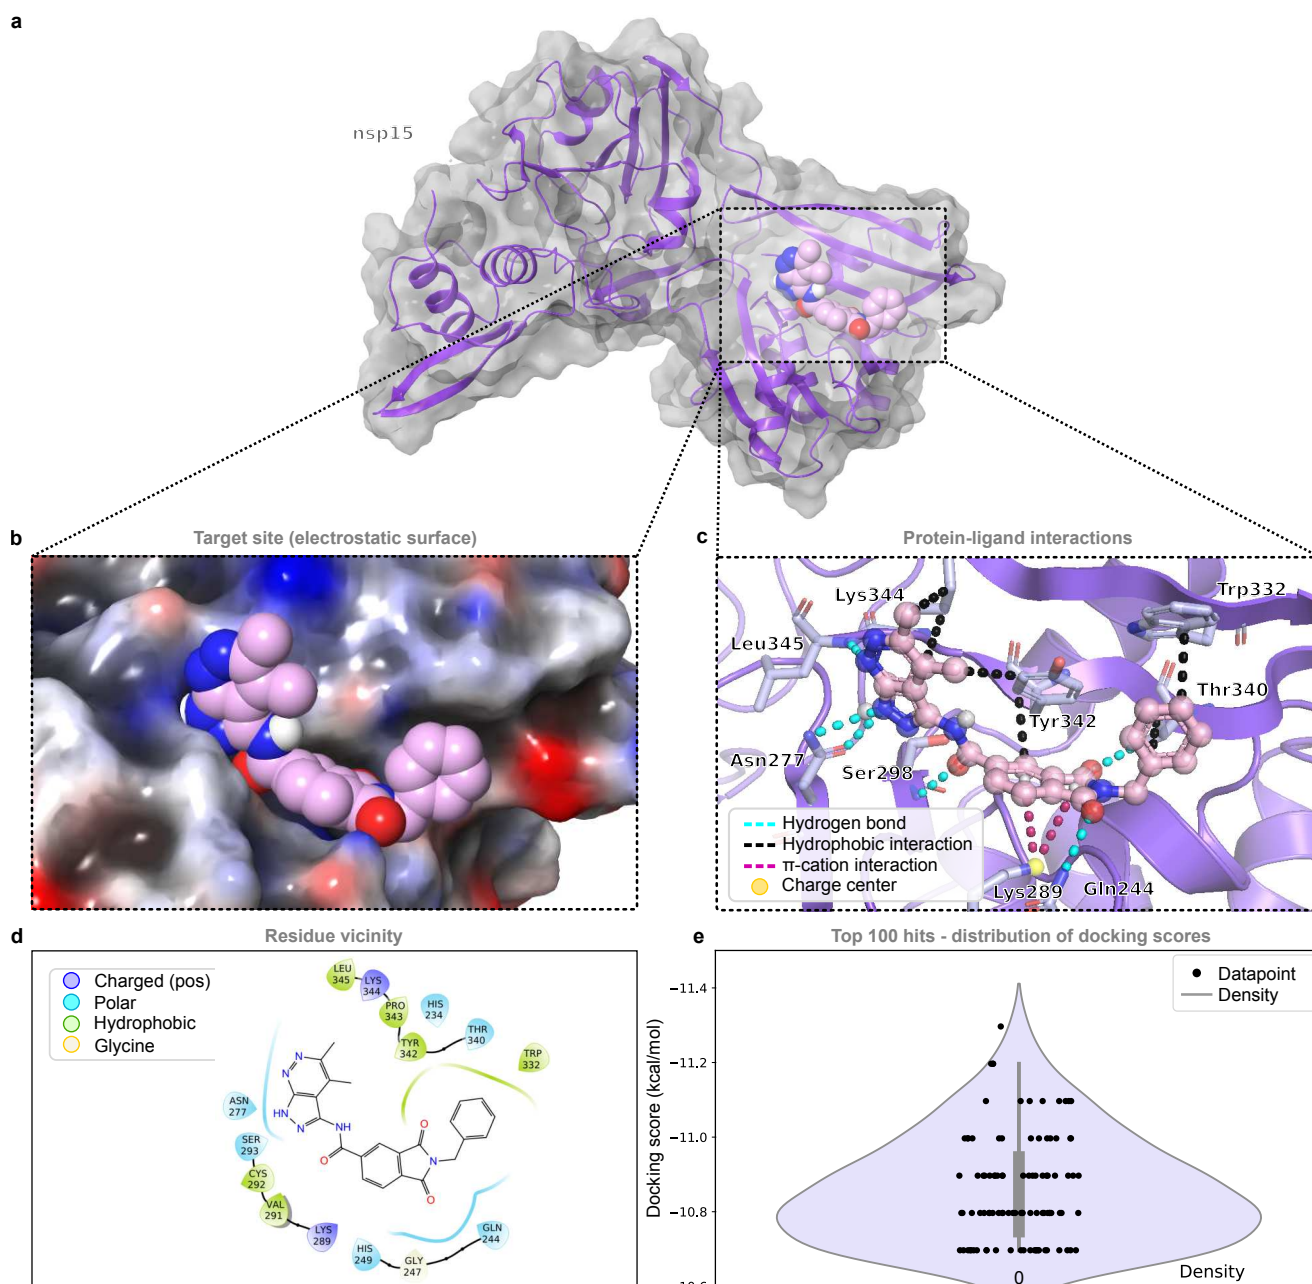 a
nsp15
b
Target site (electrostatic surface)
c
Protein-ligand interactions
Lys344
Trp332
Leu345
Thr340
Tyr342
Asn277
Ser298
Hydrogen bond
Hydrophobic interaction
π-cation interaction
Charge center
Lys289
Gln244
d
Residue vicinity
Charged (pos)
Polar
Hydrophobic
Glycine
LEU
345
LYS
344
PRO
343
HIS
234
TYR
342
THR
340
TRP
332
ASN
277
SER
293
CYS
292
VAL
291
LYS
289
HIS
249
GLY
247
GLN
244
N
N
HN
N
NH
O
O
N
O
e
Top 100 hits - distribution of docking scores
Datapoint
Density
Docking score (kcal/mol)
−11.4
−11.2
−11.0
−10.8
−10.6
0
Density